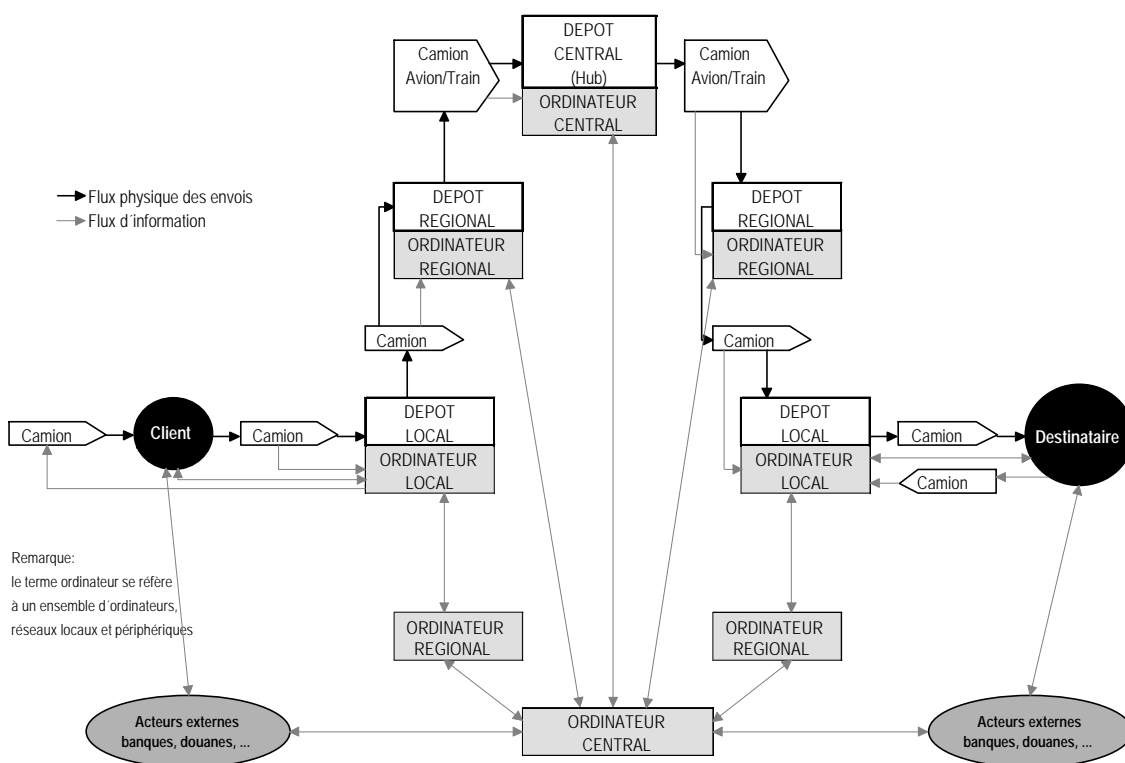 DEPOT
CENTRAL
(Hub)
ORDINATEUR
CENTRAL
Camion
Avion/Train
Camion
Avion/Train
Flux physique des envois
Flux d´information
DEPOT
REGIONAL
ORDINATEUR
REGIONAL
DEPOT
REGIONAL
ORDINATEUR
REGIONAL
Camion
Camion
Camion
Client
Camion
DEPOT
LOCAL
ORDINATEUR
LOCAL
DEPOT
LOCAL
ORDINATEUR
LOCAL
Camion
Destinataire
Camion
Remarque:
le terme ordinateur se réfère
à un ensemble d´ordinateurs,
réseaux locaux et périphériques
ORDINATEUR
REGIONAL
ORDINATEUR
REGIONAL
Acteurs externes
banques, douanes, ...
ORDINATEUR
CENTRAL
Acteurs externes
banques, douanes, ...